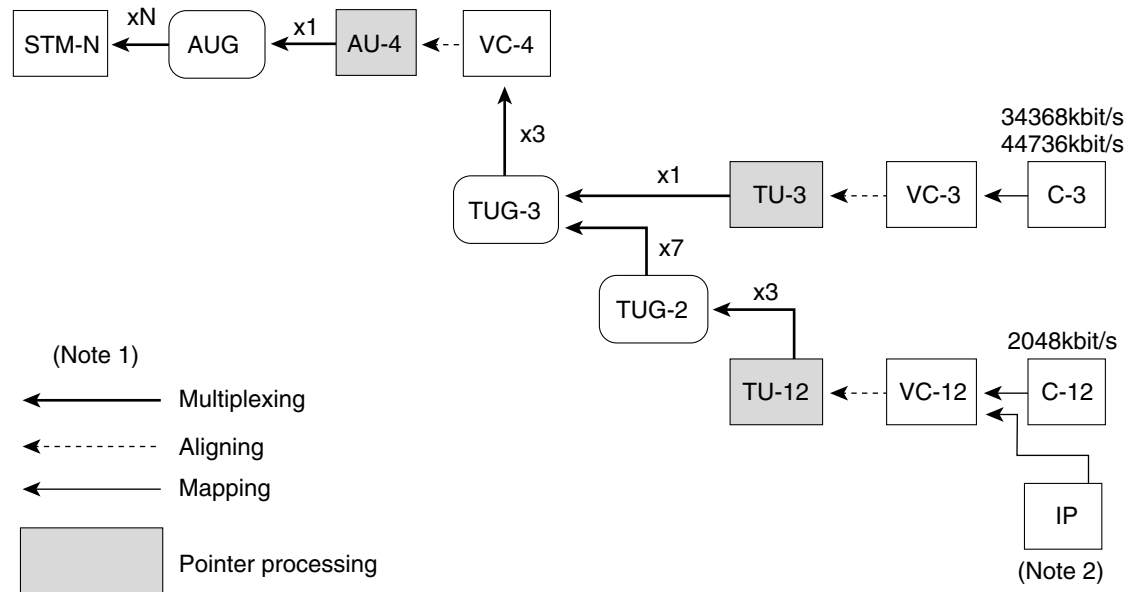 STM-N
xN
AUG
x1
AU-4
VC-4
x3
34368kbit/s
44736kbit/s
TUG-3
x1
TU-3
VC-3
C-3
x7
TUG-2
x3
2048kbit/s
TU-12
VC-12
C-12
IP
(Note 2)
(Note 1)
Multiplexing
Aligning
Mapping
Pointer processing